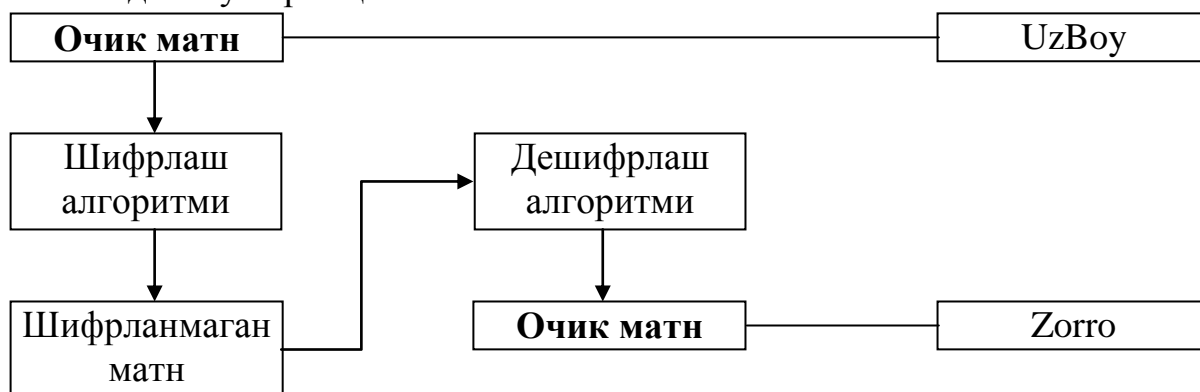 Очик матн
UzBoy
Шифрлаш
алгоритми
Дешифрлаш
алгоритми
Шифрланмаган
матн
Очик матн
Zorro